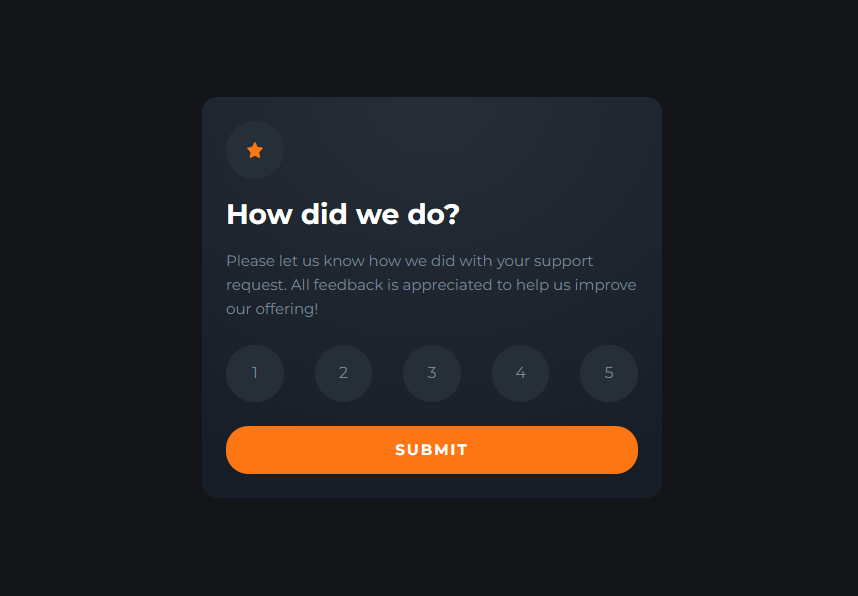 How did we do?
Please let us know how we did with your support
request. All feedback is appreciated to help us improve
our offering!
1 2 3 4 5
SUBMIT